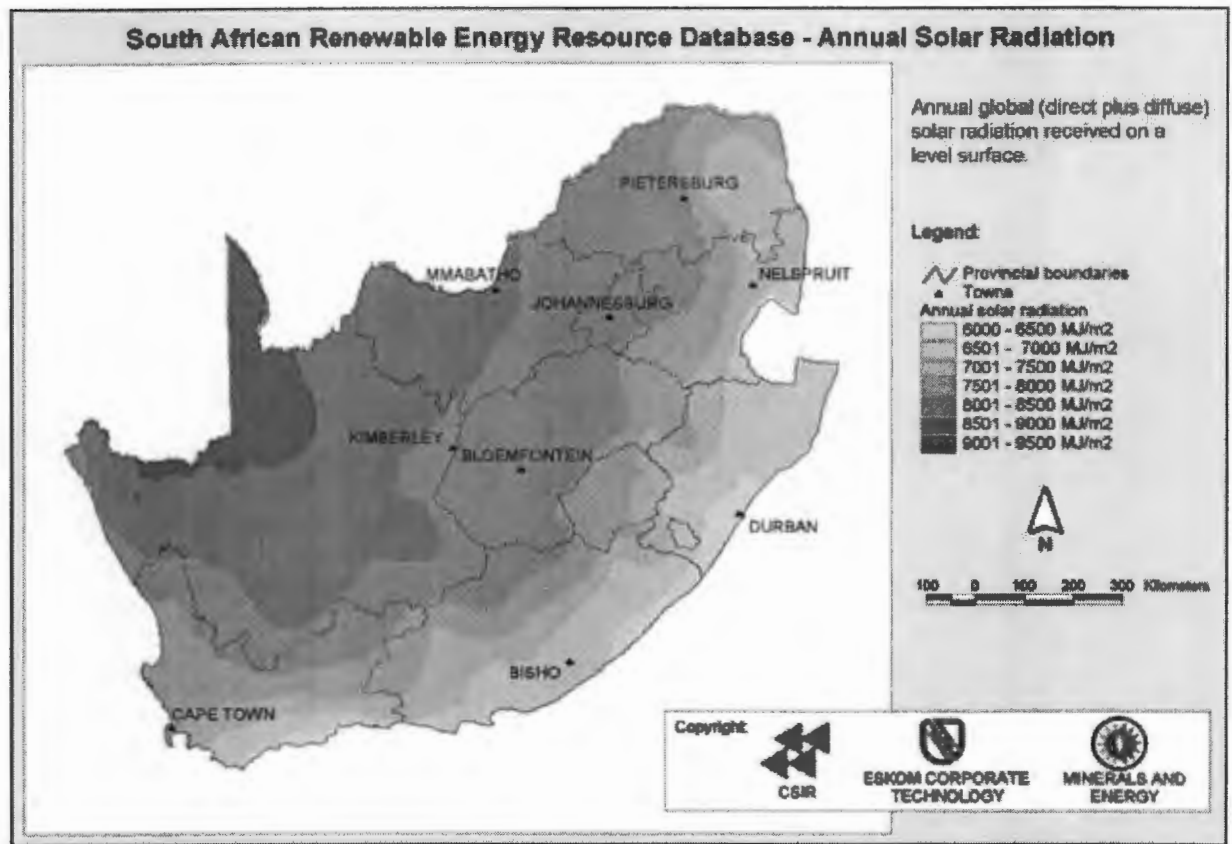 South African Renewable Energy Resource Database - Annual Solar Radiation
Annual global (direct plus diffuse)
solar radiation received on a
level surface.
PIETERSBURG
MMABATHO
NELSPRUIT
JOHANNESBURG
KIMBERLEY
BLOEMFONTEIN
DURBAN
BISHO
CAPE TOWN
Legend:
Provincial boundaries
Towns
Annual solar radiation
6000 - 6500 MJ/m2
6501 - 7000 MJ/m2
7001 - 7500 MJ/m2
7501 - 8000 MJ/m2
8001 - 8500 MJ/m2
8501 - 9000 MJ/m2
9001 - 9500 MJ/m2
N
100 0 100 200 300 Kilometers
Copyright:
CSIR
ESKOM CORPORATE
TECHNOLOGY
MINERALS AND
ENERGY